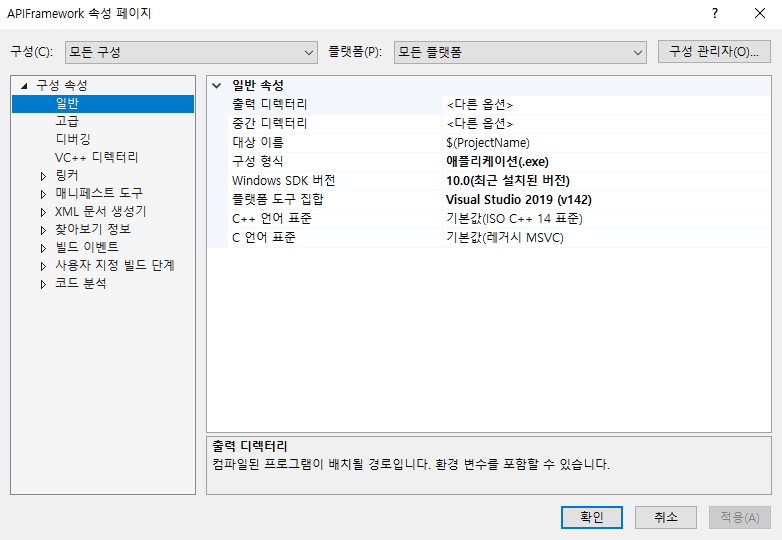 APIFramework 속성 페이지
구성(C): 모든 구성 플랫폼(P): 모든 플랫폼 구성 관리자(O)...
구성 속성
일반
고급
디버깅
VC++ 디렉터리
링커
매니페스트 도구
XML 문서 생성기
찾아보기 정보
빌드 이벤트
사용자 지정 빌드 단계
코드 분석
일반 속성
출력 디렉터리 <다른 옵션>
중간 디렉터리 <다른 옵션>
대상 이름 $(ProjectName)
구성 형식 애플리케이션(.exe)
Windows SDK 버전 10.0(최근 설치된 버전)
플랫폼 도구 집합 Visual Studio 2019 (v142)
C++ 언어 표준 기본값(ISO C++ 14 표준)
C 언어 표준 기본값(레거시 MSVC)
출력 디렉터리
컴파일된 프로그램이 배치될 경로입니다. 환경 변수를 포함할 수 있습니다.
확인 취소 적용(A)